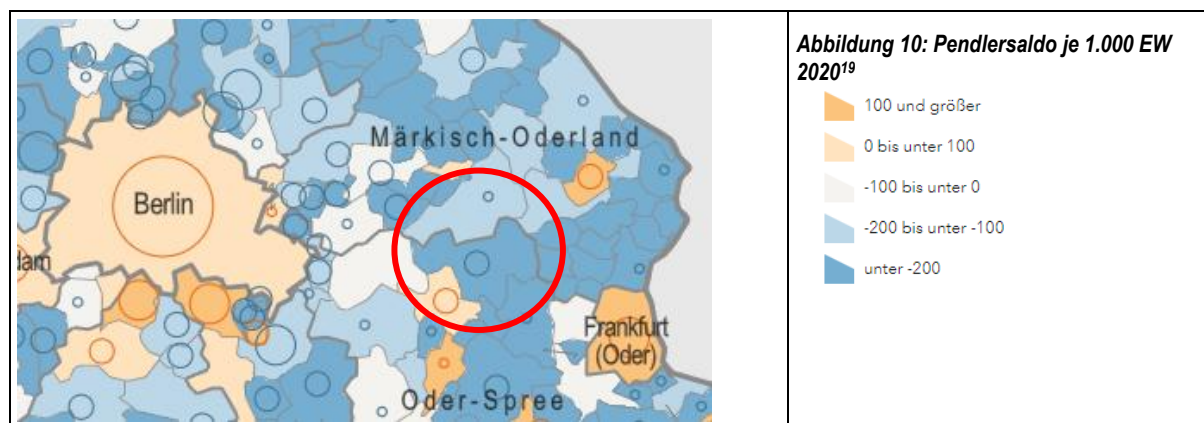 Märkisch-Oderland
Berlin
dam
Frankfurt
(Oder)
Oder-Spree
Abbildung 10: Pendlersaldo je 1.000 EW
2020¹⁹
100 und größer
0 bis unter 100
-100 bis unter 0
-200 bis unter -100
unter -200